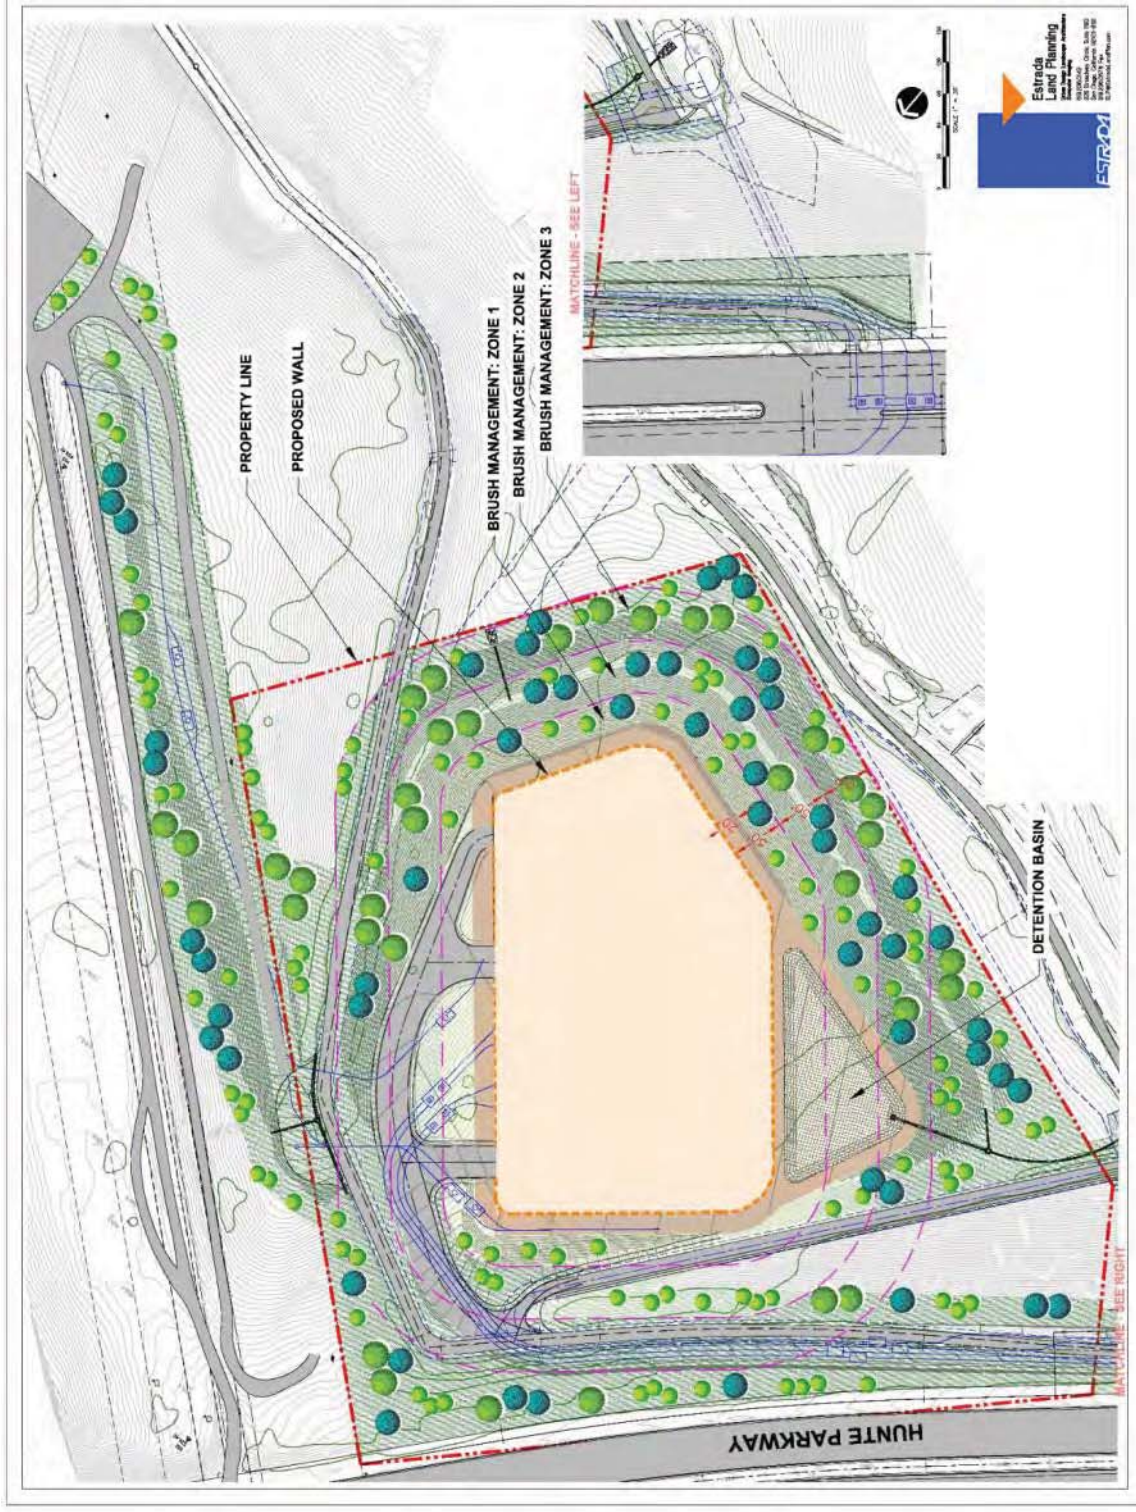 PROPERTY LINE
PROPOSED WALL
BRUSH MANAGEMENT: ZONE 1
BRUSH MANAGEMENT: ZONE 2
BRUSH MANAGEMENT: ZONE 3
MATCHLINE - SEE LEFT
DETENTION BASIN
MATCHLINE - SEE RIGHT
HUNTE PARKWAY
Estrada
Land Planning
ESTRADA